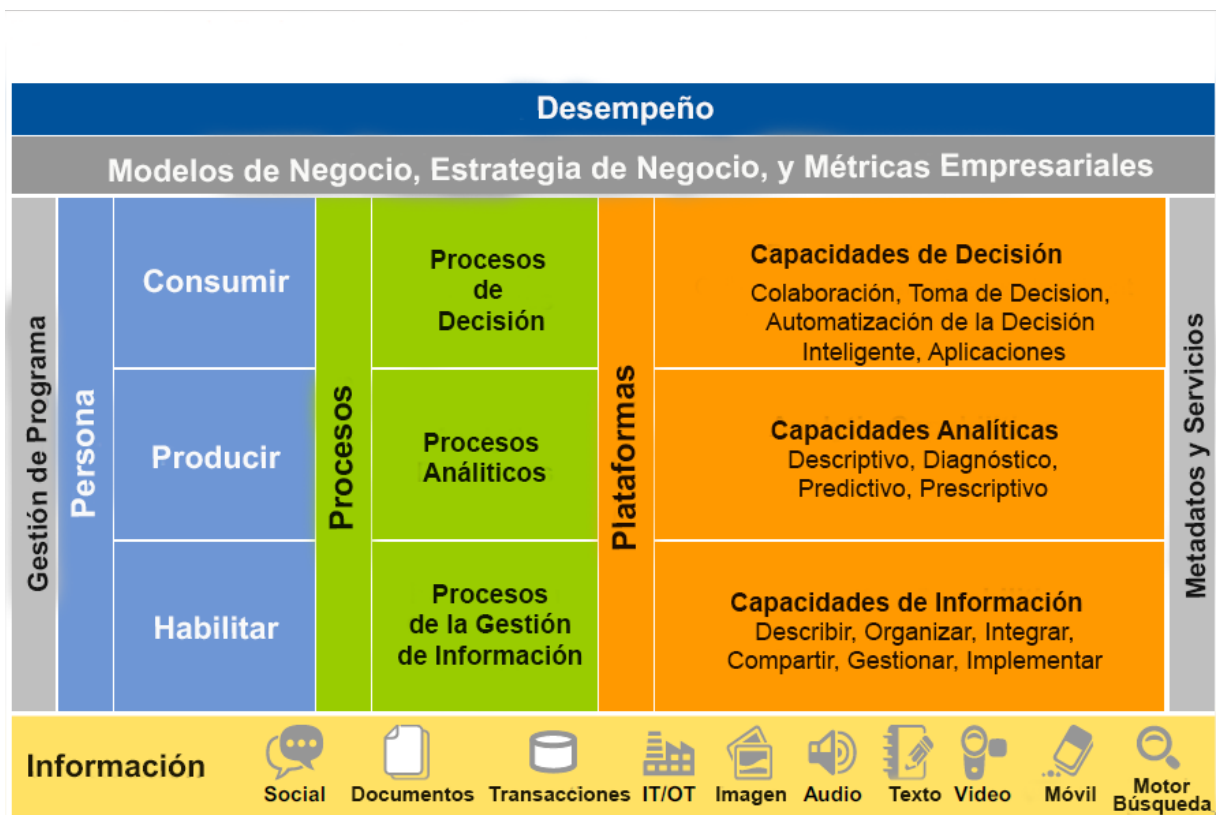 Desempeño
Modelos de Negocio, Estrategia de Negocio, y Métricas Empresariales
Gestión de Programa
Persona
Consumir
Producir
Habilitar
Procesos
Procesos
de
Decisión
Procesos
Análiticos
Procesos
de la Gestión
de Información
Plataformas
Capacidades de Decisión
Colaboración, Toma de Decision,
Automatización de la Decisión
Inteligente, Aplicaciones
Capacidades Analíticas
Descriptivo, Diagnóstico,
Predictivo, Prescriptivo
Capacidades de Información
Describir, Organizar, Integrar,
Compartir, Gestionar, Implementar
Metadatos y Servicios
Información
Social
Documentos
Transacciones
IT/OT
Imagen
Audio
Texto
Video
Móvil
Motor
Búsqueda